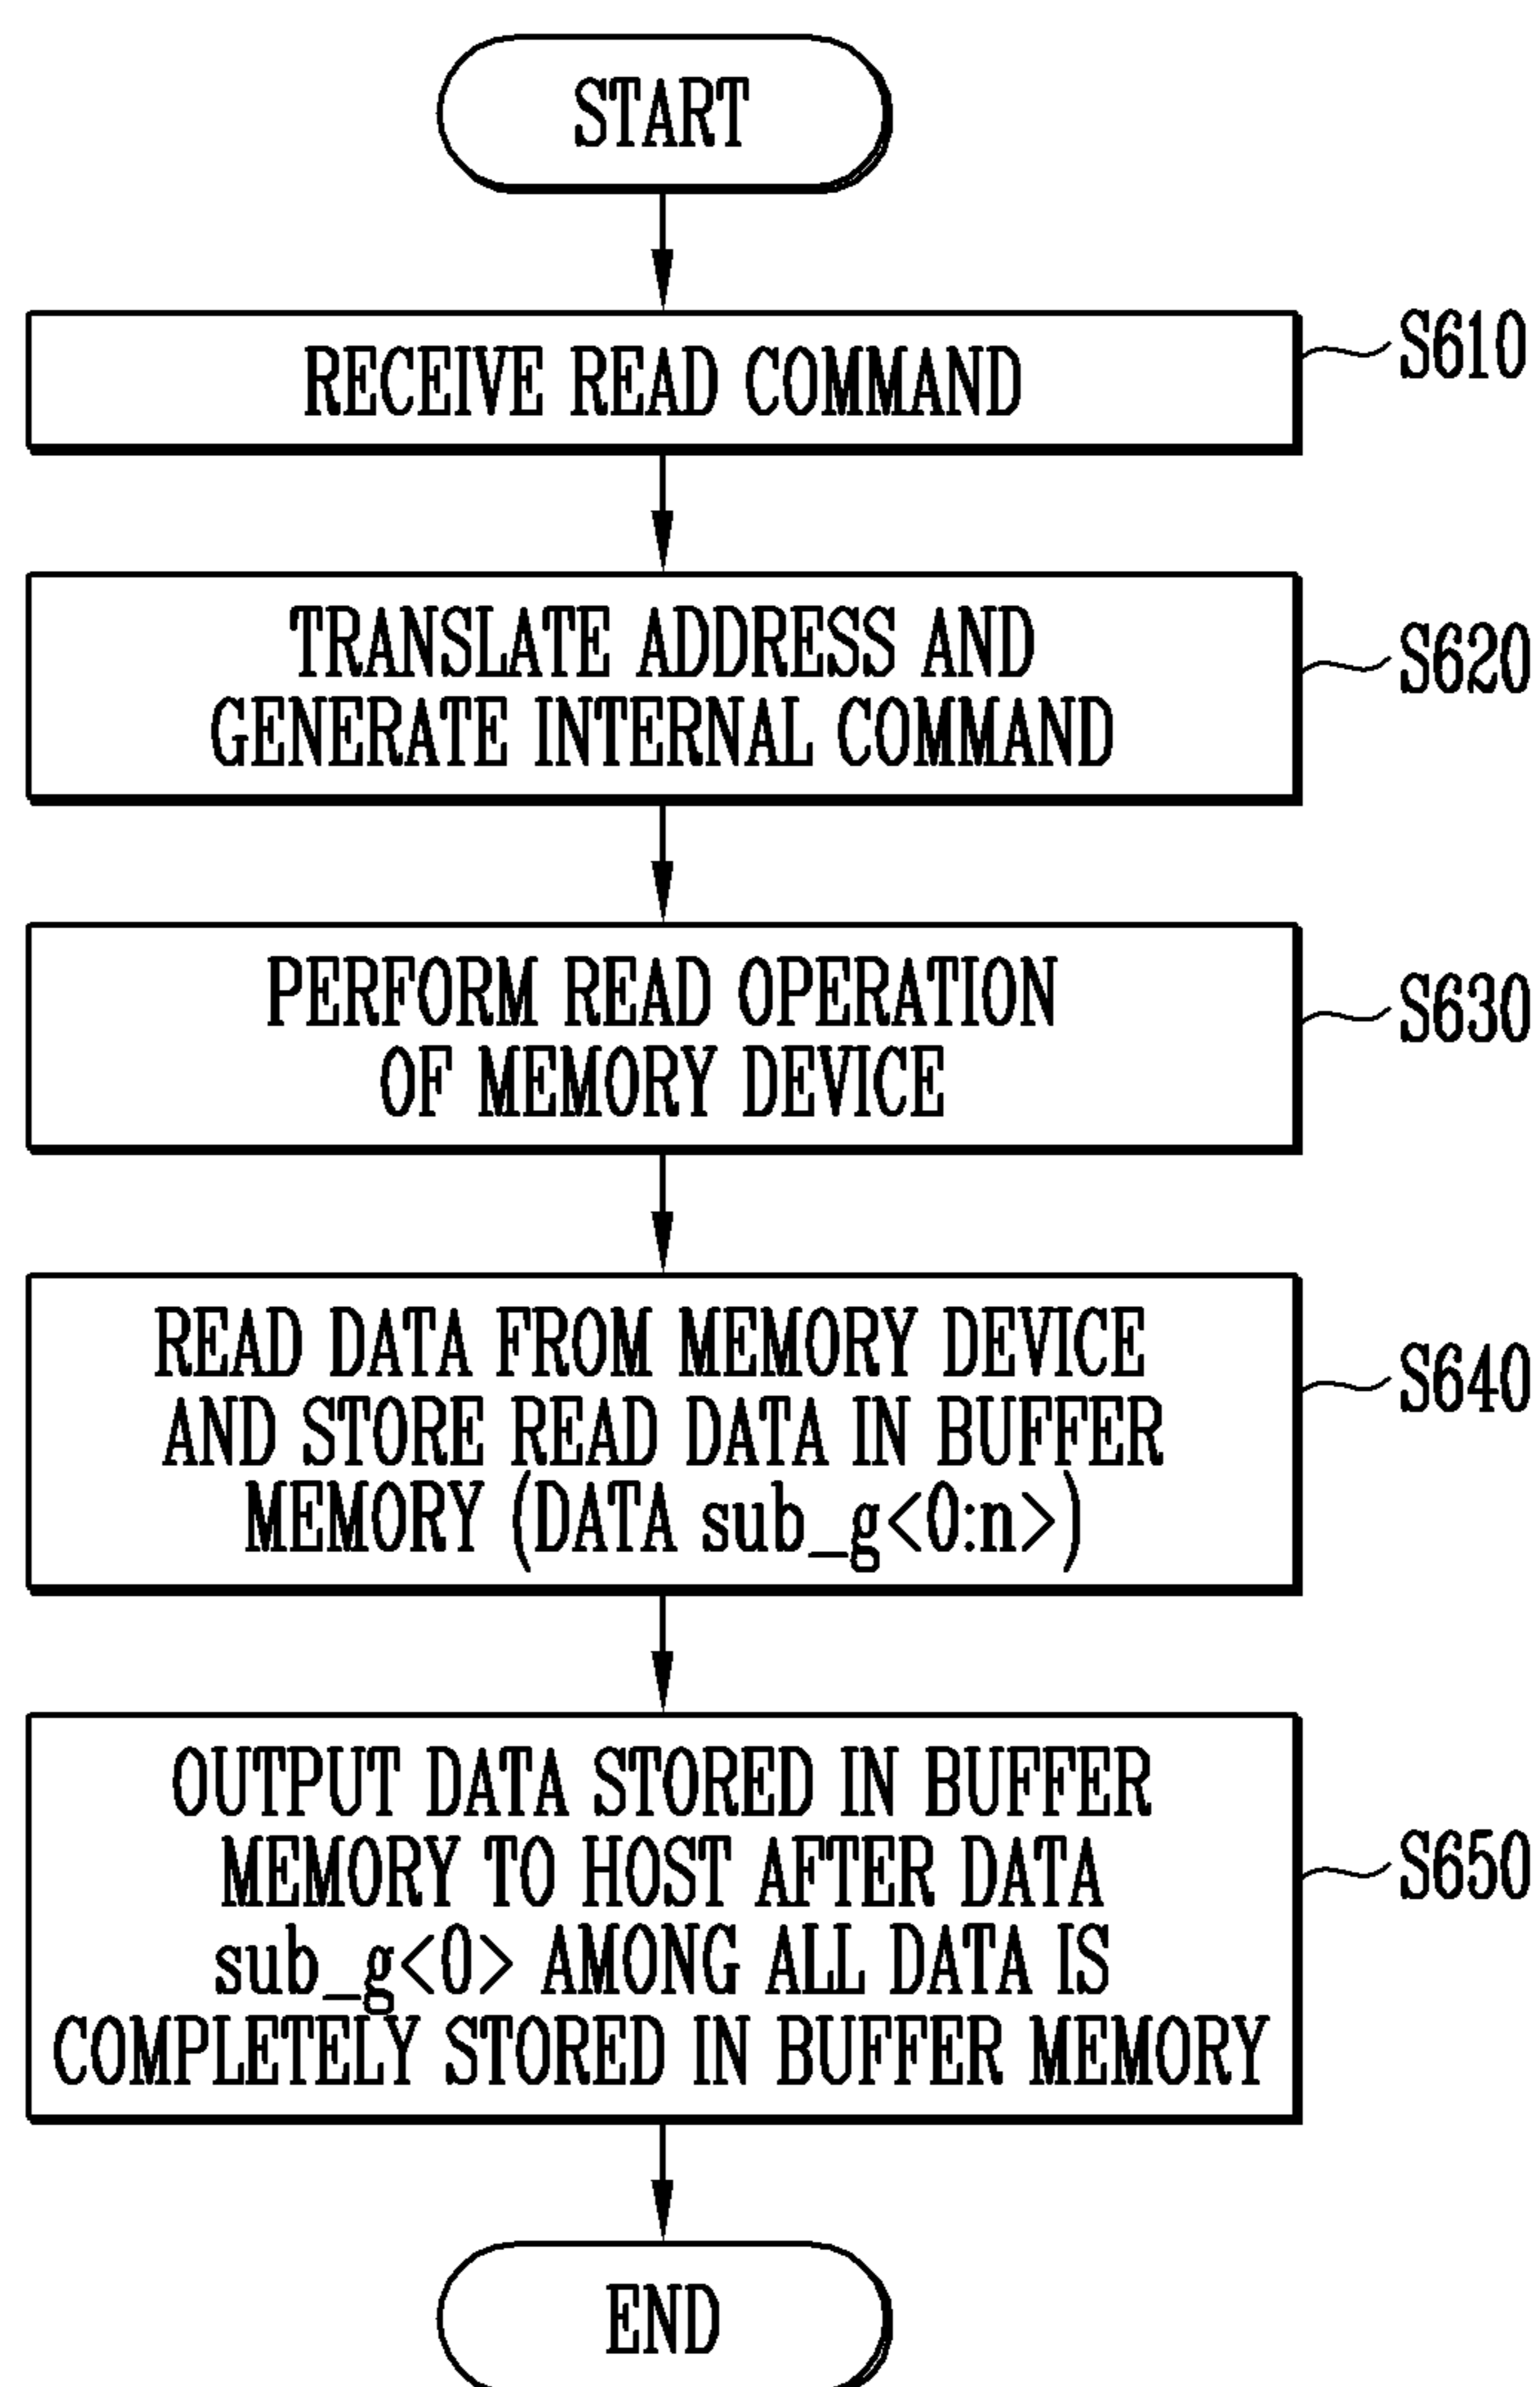 START
RECEIVE READ COMMAND
S610
TRANSLATE ADDRESS AND
GENERATE INTERNAL COMMAND
S620
PERFORM READ OPERATION
OF MEMORY DEVICE
S630
READ DATA FROM MEMORY DEVICE
AND STORE READ DATA IN BUFFER
MEMORY (DATA sub_g<0:n>)
S640
OUTPUT DATA STORED IN BUFFER
MEMORY TO HOST AFTER DATA
sub_g<0> AMONG ALL DATA IS
COMPLETELY STORED IN BUFFER MEMORY
S650
END